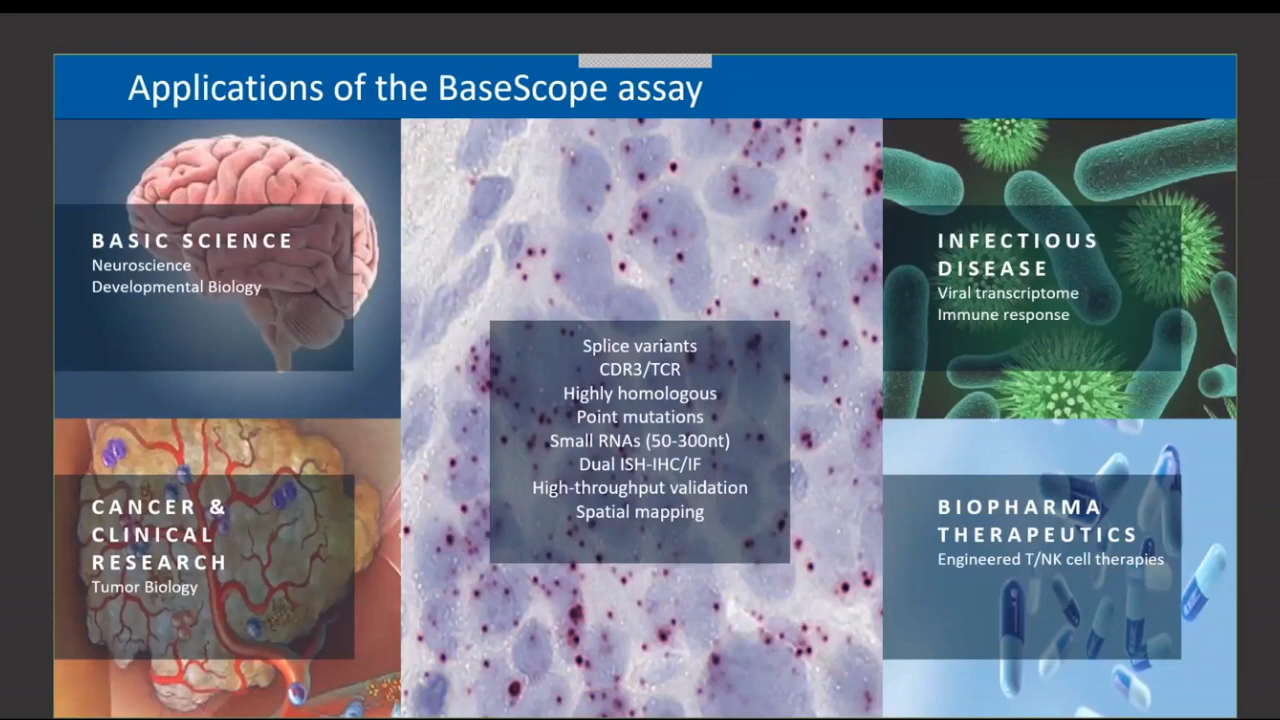 Applications of the BaseScope assay
BASIC SCIENCE
Neuroscience
Developmental Biology
Splice variants
CDR3/TCR
Highly homologous
Point mutations
Small RNAs (50-300nt)
Dual ISH-IHC/IF
High-throughput validation
Spatial mapping
INFECTIOUS
DISEASE
Viral transcriptome
Immune response
CANCER &
CLINICAL
RESEARCH
Tumor Biology
BIOPHARMA
THERAPEUTICS
Engineered T/NK cell therapies